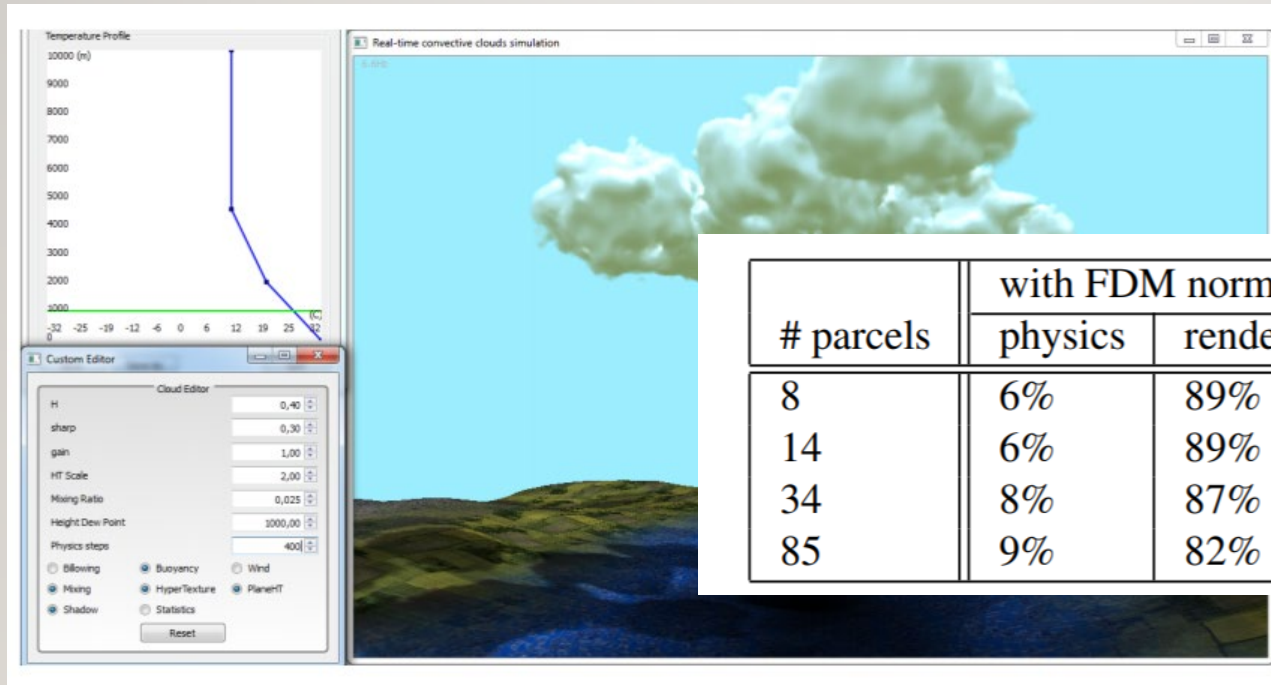 Temperature Profile
10000 (m)
9000
8000
7000
6000
5000
4000
3000
2000
1000
(C)
-32 -25 -19 -12 -6 0 6 12 19 25 32
0
Custom Editor
Cloud Editor
H 0,40
sharp 0,30
gain 1,00
HT Scale 2,00
Mixing Ratio 0,025
Height Dew Point 1000,00
Physics steps 400
Billowing Buoyancy Wind
Mixing HyperTexture PlaneHT
Shadow Statistics
Reset
Real-time convective clouds simulation
with FDM norm
# parcels physics rende
8 6% 89%
14 6% 89%
34 8% 87%
85 9% 82%